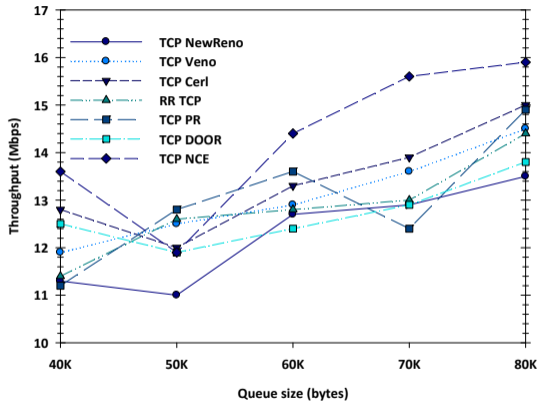 17
16
15
14
13
12
11
10
Throughput (Mbps)
TCP NewReno
TCP Veno
TCP Cerl
RR TCP
TCP PR
TCP DOOR
TCP NCE
40K 50K 60K 70K 80K
Queue size (bytes)